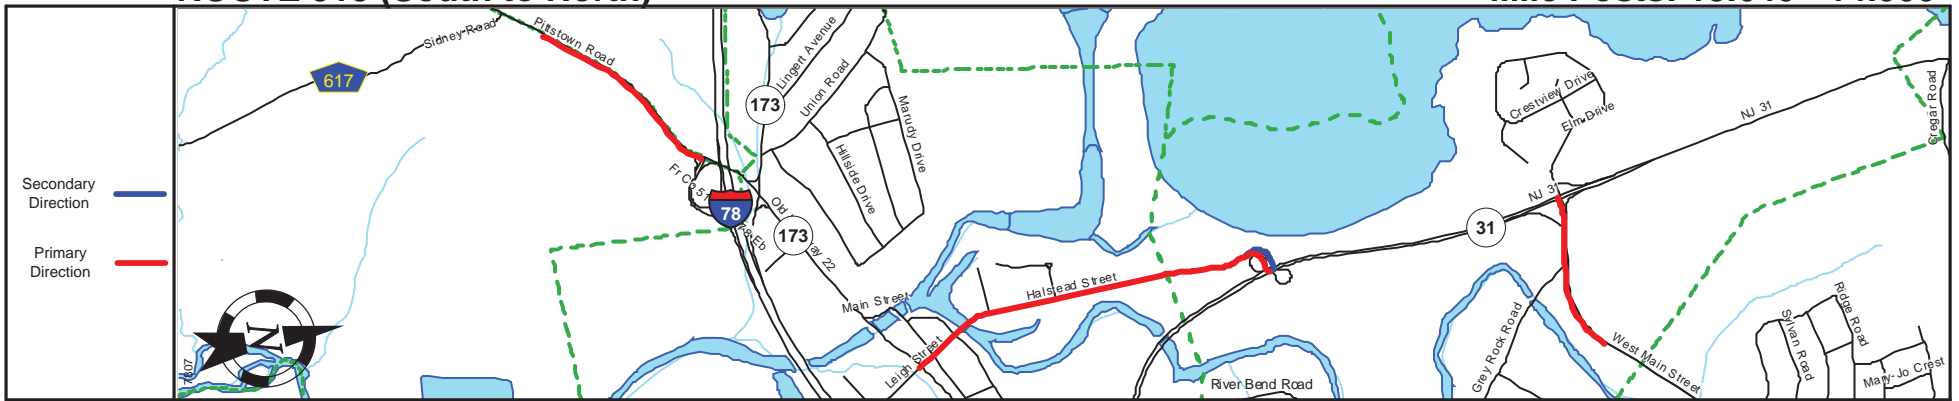 Secondary
Direction
Primary
Direction
617
Sidney Road
Pittstown Road
173
Lingert Avenue
Union Road
Marudy Drive
Hillside Drive
78
173
Main Street
Leigh Street
Halstead Street
River Bend Road
31
NJ 31
NJ 31
Crestview Drive
Elm Drive
Cregar Road
Grey Rock Road
West Main Street
Sylvan Road
Ridge Road
Mary-Jo Crest
N